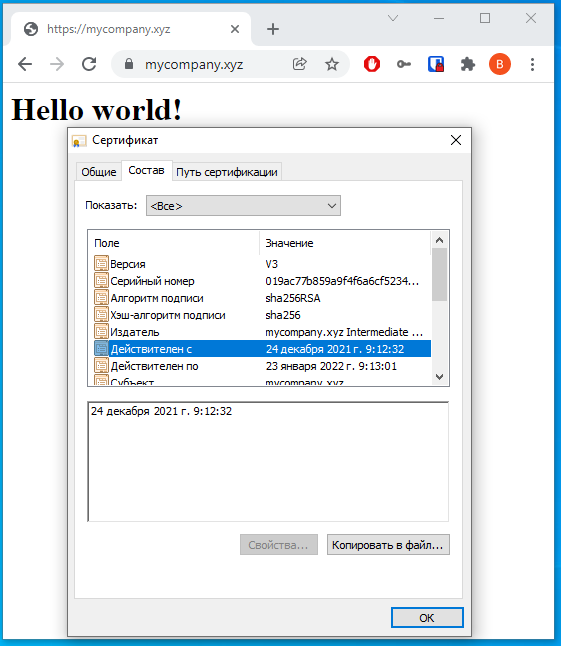 https://mycompany.xyz
mycompany.xyz
B
Hello world!
Сертификат
Общие Состав Путь сертификации
Показать: <Все>
Поле Значение
Версия V3
Серийный номер 019ac77b859a9f4f6a6cf5234...
Алгоритм подписи sha256RSA
Хэш-алгоритм подписи sha256
Издатель mycompany.xyz Intermediate ...
Действителен с 24 декабря 2021 г. 9:12:32
Действителен по 23 января 2022 г. 9:13:01
Субъект mycompany.xyz
24 декабря 2021 г. 9:12:32
Свойства... Копировать в файл...
ОК